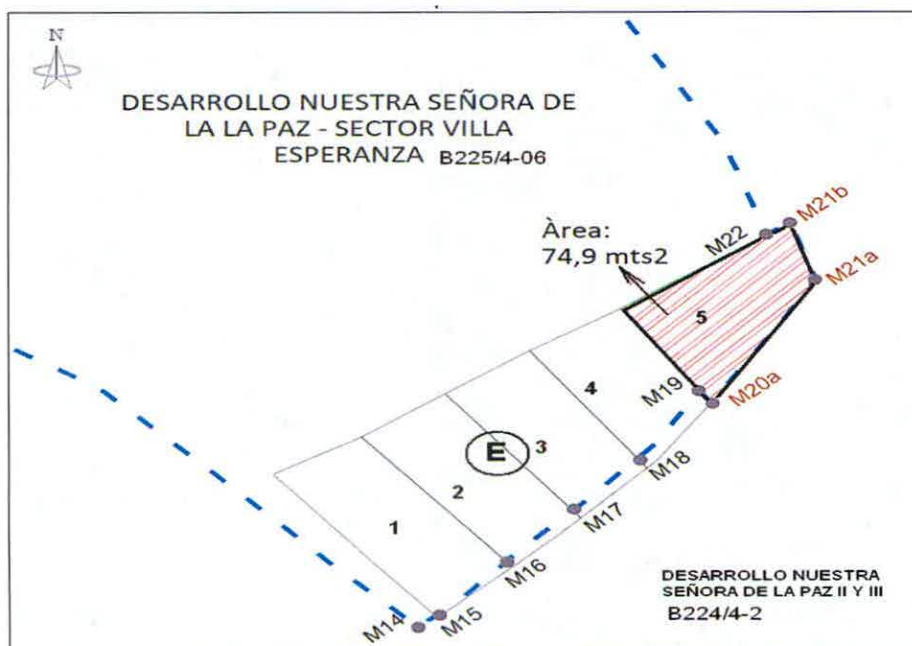 N
DESARROLLO NUESTRA SEÑORA DE
LA LA PAZ - SECTOR VILLA
ESPERANZA B225/4-06
Àrea:
74,9 mts2
M22
M21b
M21a
5
M19
M20a
4
M18
E
3
M17
2
M16
1
M15
M14
DESARROLLO NUESTRA
SEÑORA DE LA PAZ II Y III
B224/4-2